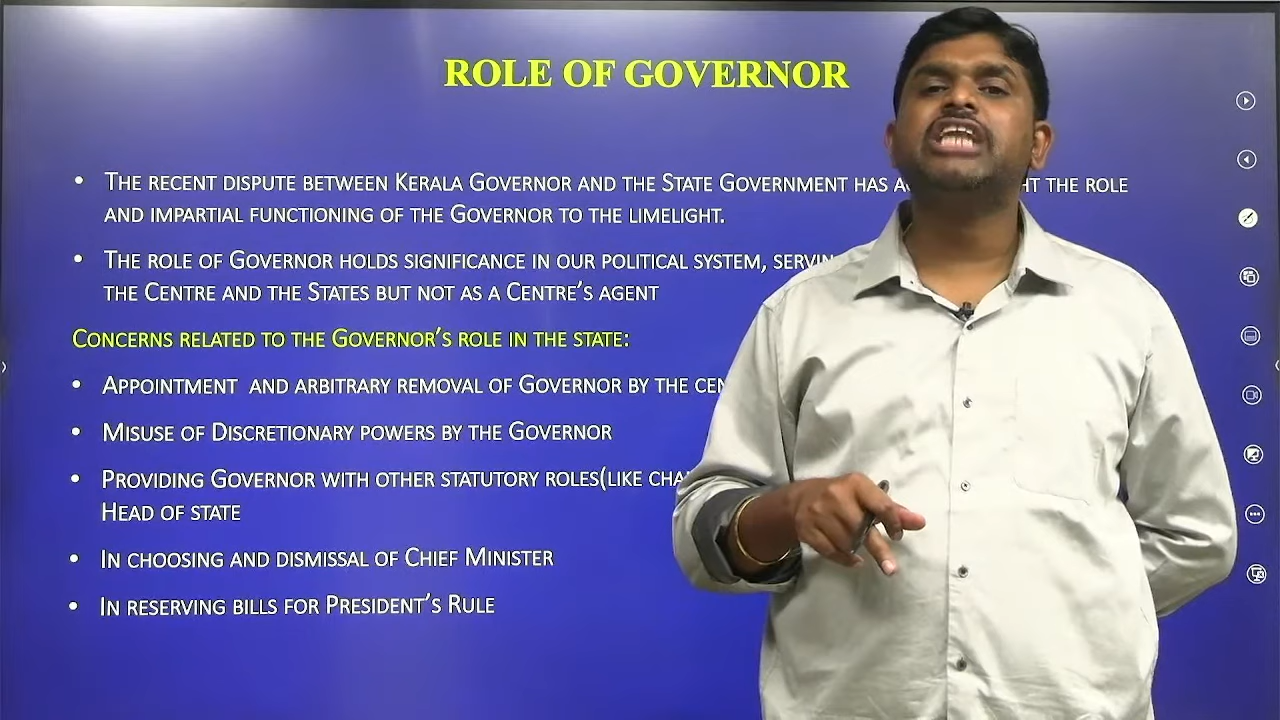 ROLE OF GOVERNOR
• The recent dispute between Kerala Governor and the State Government has the role
and impartial functioning of the Governor to the limelight.
• The role of Governor holds significance in our political system,
the Centre and the States but not as a Centre's agent
Concerns related to the Governor's role in the state:
• Appointment and arbitrary removal of Governor by the
• Misuse of Discretionary powers by the Governor
• Providing Governor with other statutory roles(like
Head of state
• In choosing and dismissal of Chief Minister
• In reserving bills for President's Rule